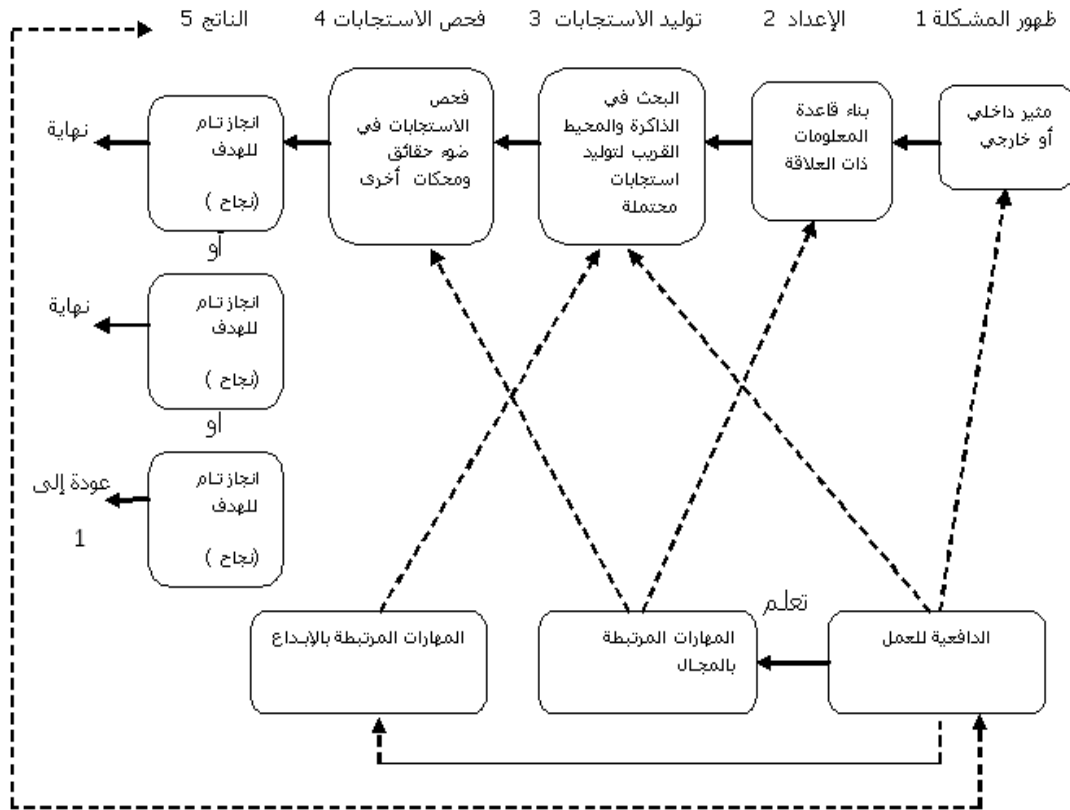 ظهور المشكلة 1
الإعداد 2
توليد الاستجابات 3
فحص الاستجابات 4
الناتج 5
مثير داخلي
أو خارجي
بناء قاعدة
المعلومات
ذات العلاقة
البحث في
الذاكرة والمحيط
القريب لتوليد
استجابات
محتملة
فحص
الاستجابات في
ضوء حقائق
ومحكات أخرى
انجاز تام
للهدف
(نجاح )
نهاية
أو
انجاز تام
للهدف
(نجاح )
نهاية
او
انجاز تام
للهدف
(نجاح )
عودة إلى
1
تعلم
الدافعية للعمل
المهارات المرتبطة
بالمجال
المهارات المرتبطة بالإبداع